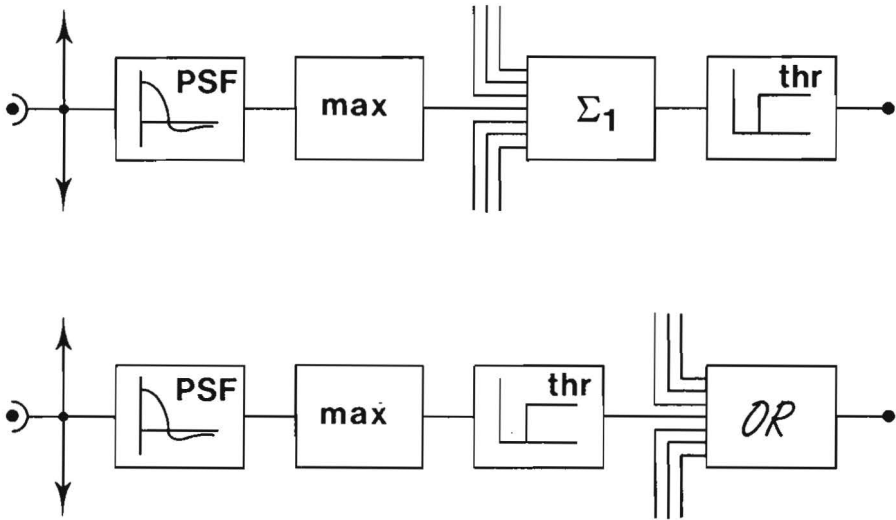 PSF
max
Σ1
thr
PSF
max
thr
OR